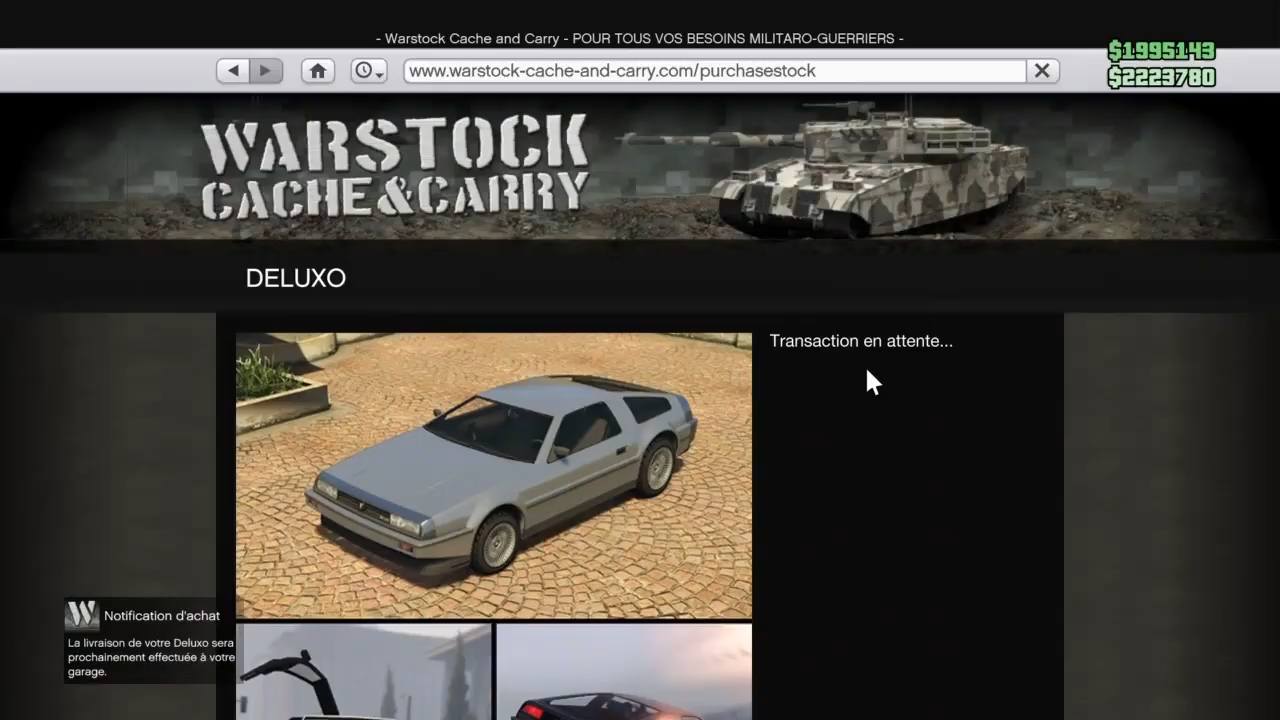 - Warstock Cache and Carry - POUR TOUS VOS BESOINS MILITARO-GUERRIERS -
$1995143
www.warstock-cache-and-carry.com/purchasestock
$2223780
WARSTOCK
CACHE&CARRY
DELUXO
Transaction en attente...
W
Notification d'achat
La livraison de votre Deluxo sera
prochainement effectuée à votre
garage.